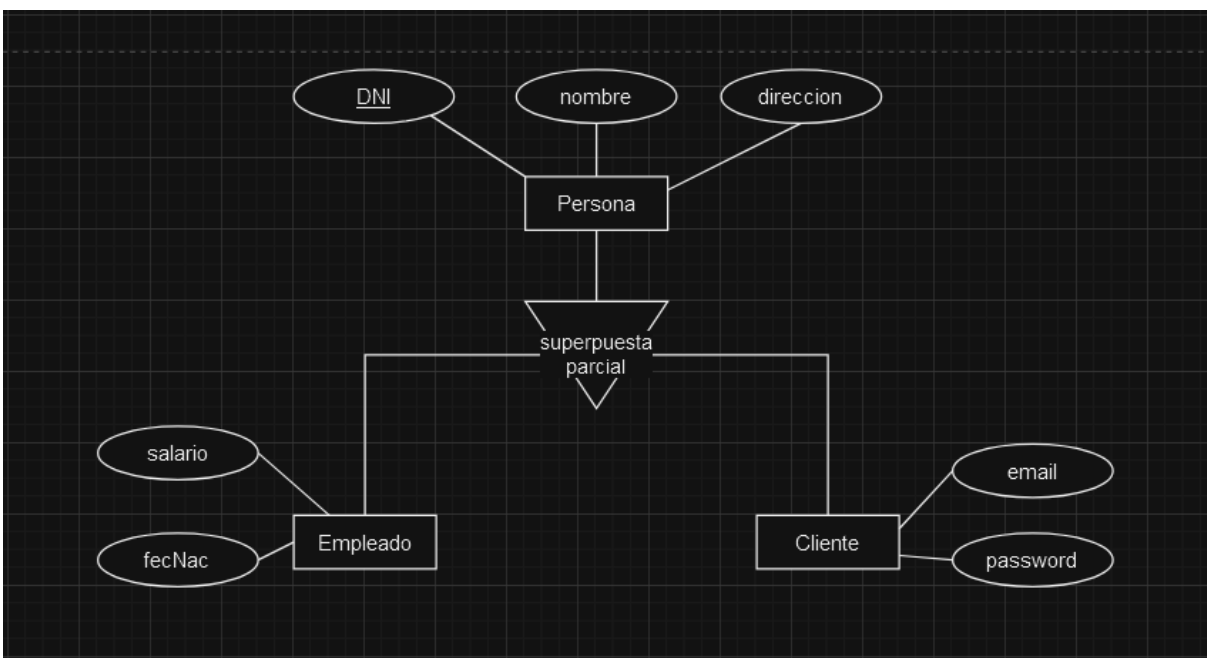 DNI
nombre
direccion
Persona
superpuesta
parcial
salario
email
Empleado
Cliente
fecNac
password